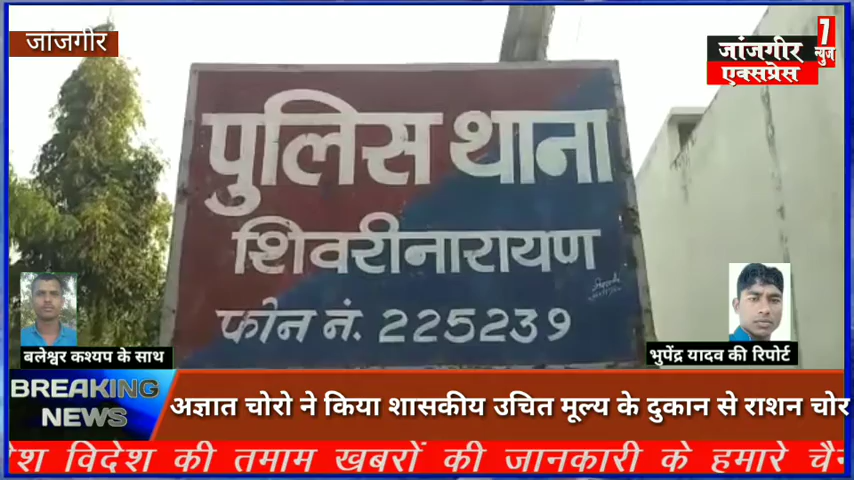 जाजगीर
7
जांजगीर
न्युज
एक्सप्रेस
पुलिस थाना
शिवरीनारायण
फोन नं. 225239
बलेश्वर कश्यप के साथ
भुपेंद्र यादव की रिपोर्ट
BREAKING
NEWS
अज्ञात चोरो ने किया शासकीय उचित मूल्य के दुकान से राशन चोर
विदेश की तमाम खबरों की जानकारी के हमारे